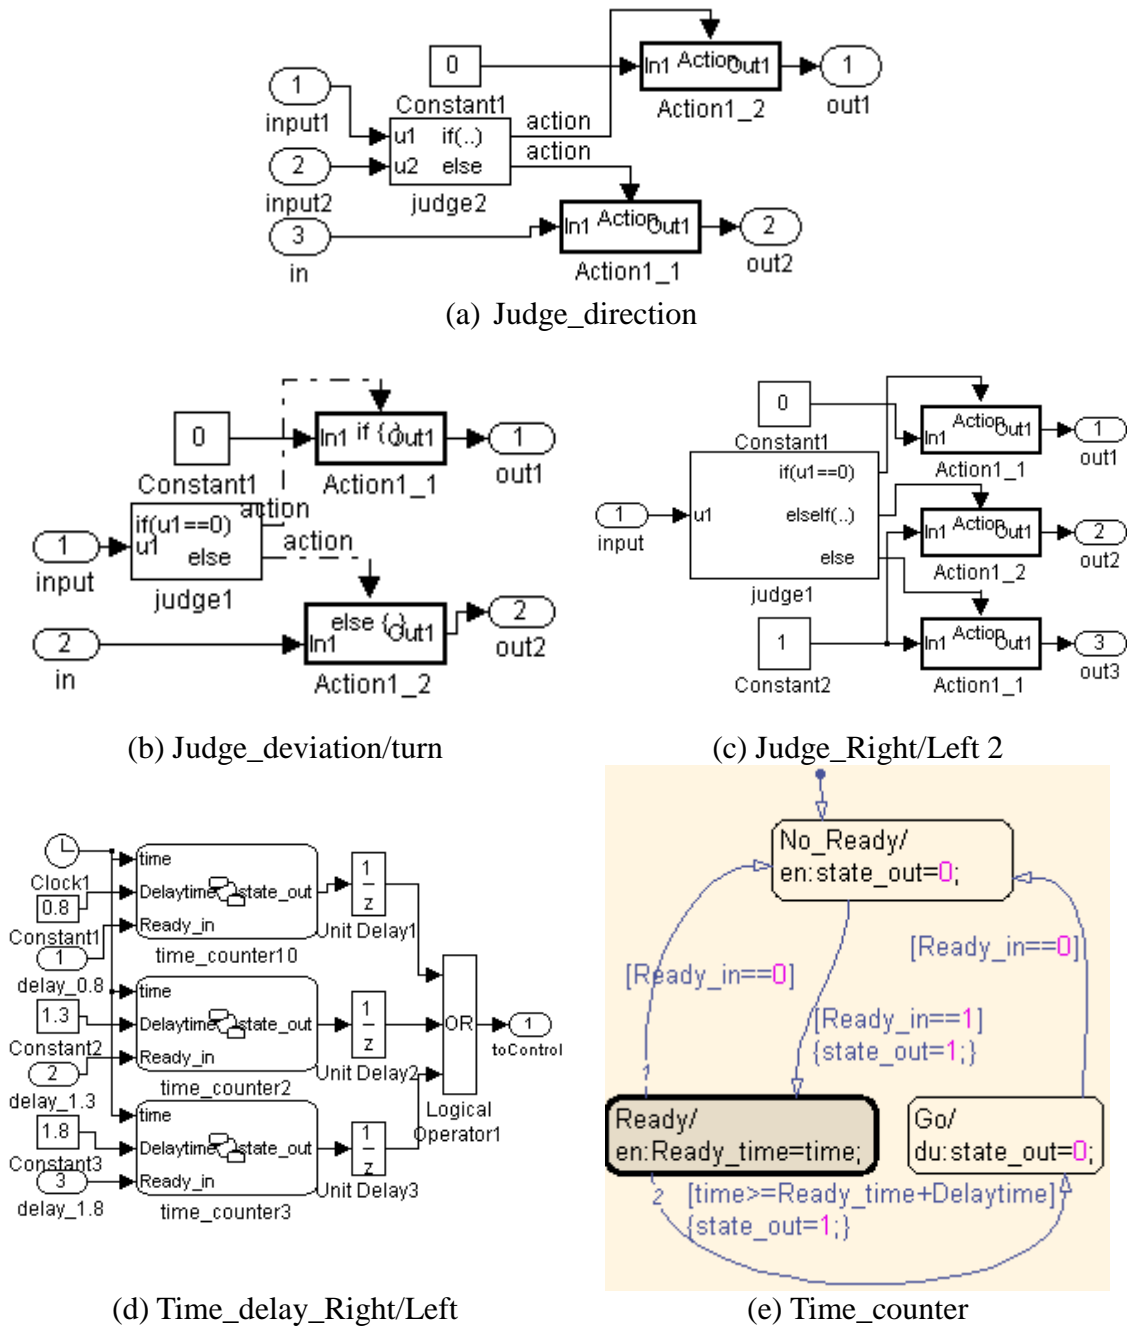 0
Constant1
In1 Action Out1
Action1_2
1
out1
1
input1
action
u1 if(..)
action
2
input2
u2 else
judge2
3
in
In1 Action Out1
Action1_1
2
out2
(a) Judge_direction
0
Constant1
In1 if { } Out1
Action1_1
1
out1
action
if(u1==0)
u1
else
action
1
input
judge1
2
in
else { }
In1 Out1
Action1_2
2
out2
(b) Judge_deviation/turn
0
Constant1
Action
In1 Out1
Action1_1
1
out1
if(u1==0)
1
input
u1
elseIf(..)
else
judge1
Action
In1 Out1
Action1_2
2
out2
1
Constant2
Action
In1 Out1
Action1_1
3
out3
(c) Judge_Right/Left 2
Clock1
0.8
Constant1
1
delay_0.8
time
Delaytime state_out
Ready_in
time_counter10
1
z
Unit Delay1
1.3
Constant2
2
delay_1.3
time
Delaytime state_out
Ready_in
time_counter2
1
z
Unit Delay2
1.8
Constant3
3
delay_1.8
time
Delaytime state_out
Ready_in
time_counter3
1
z
Unit Delay3
OR
Logical
Operator1
1
toControl
(d) Time_delay_Right/Left
No_Ready/
en:state_out=0;
[Ready_in==0]
[Ready_in==0]
[Ready_in==1]
{state_out=1;}
1
Ready/
en:Ready_time=time;
Go/
du:state_out=0;
2
[time>=Ready_time+Delaytime]
{state_out=1;}
(e) Time_counter